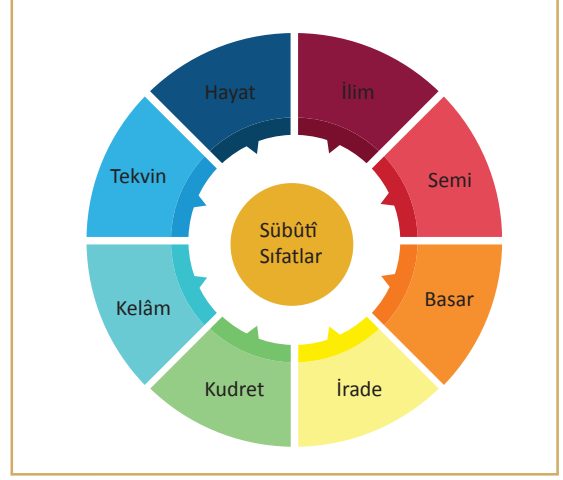 Hayat
İlim
Tekvin
Semi
Sübûtî
Sıfatlar
Kelâm
Basar
Kudret
İrade